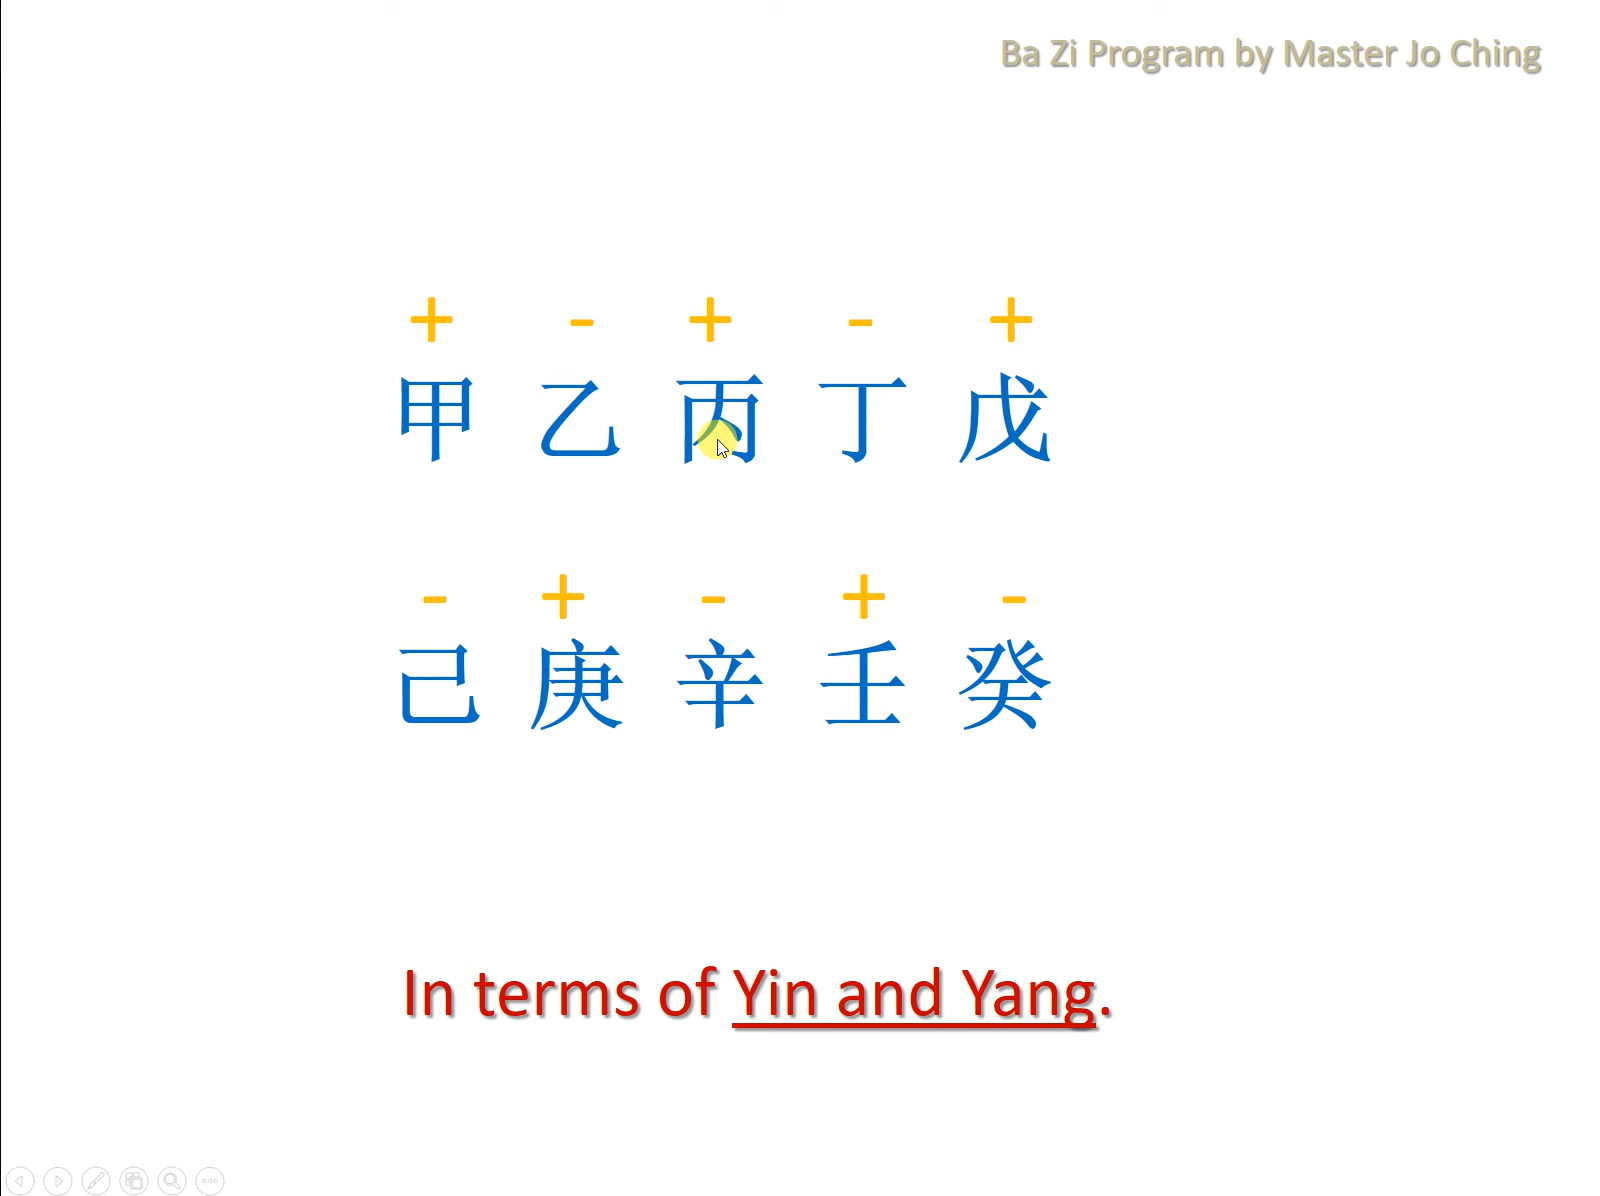 Ba Zi Program by Master Jo Ching
+ - + - +
甲 乙 丙 丁 戊
- + - + -
己 庚 辛 壬 癸
In terms of Yin and Yang.